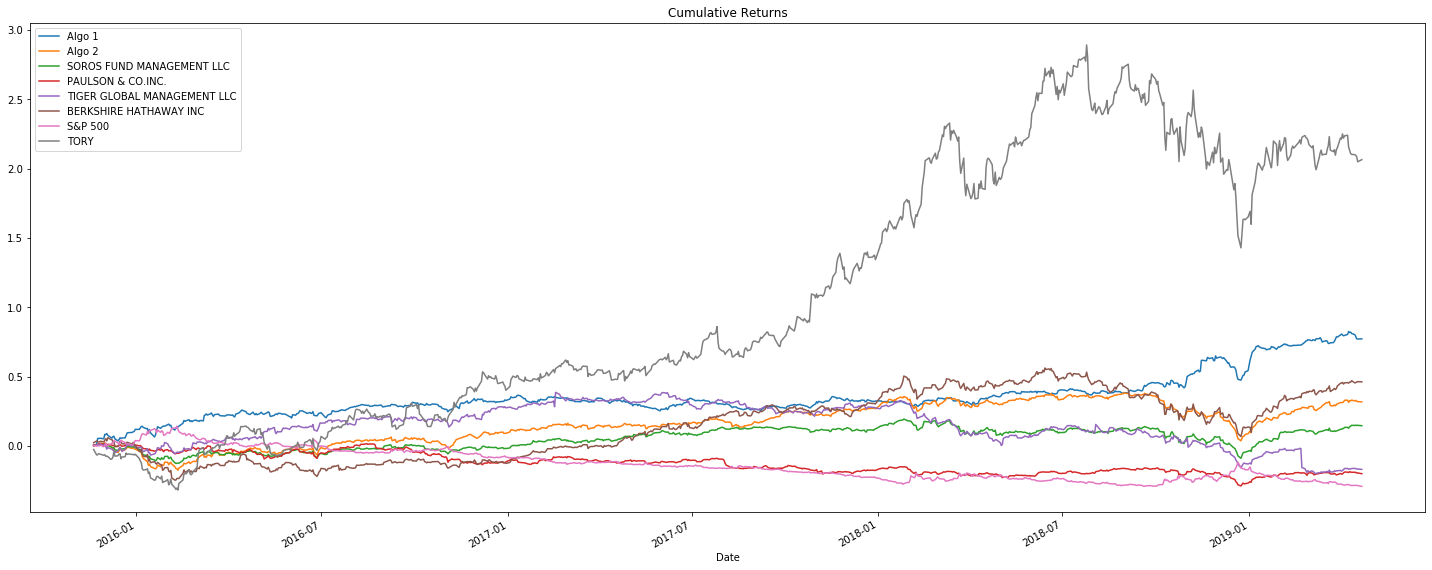 Cumulative Returns
Algo 1
Algo 2
SOROS FUND MANAGEMENT LLC
PAULSON & CO.INC.
TIGER GLOBAL MANAGEMENT LLC
BERKSHIRE HATHAWAY INC
S&P 500
TORY
3.0
2.5
2.0
1.5
1.0
0.5
0.0
2016-01
2016-07
2017-01
2017-07
2018-01
2018-07
2019-01
Date